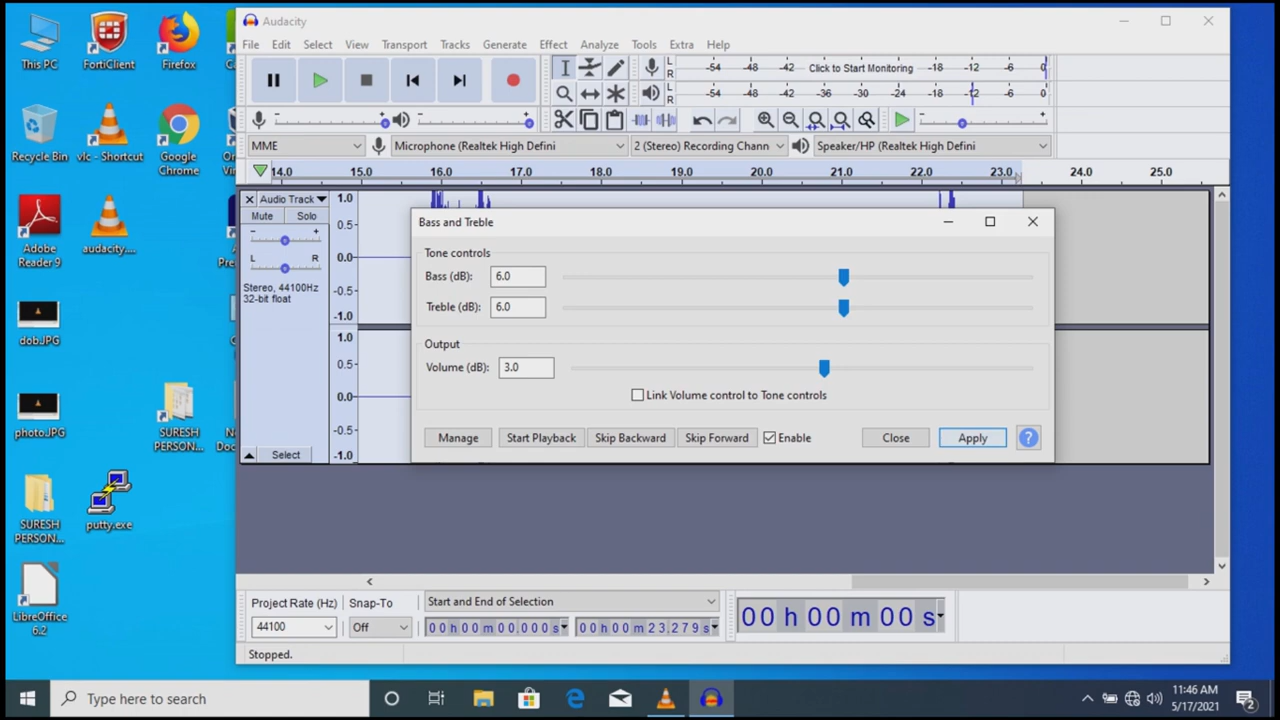 This PC
FortiClient
Firefox
Recycle Bin
vlc - Shortcut
Google
Chrome
Adobe
Reader 9
audacity....
dobJPG
photoJPG
SURESH
PERSON...
SURESH
PERSON...
putty.exe
LibreOffice
6.2
Audacity
File Edit Select View Transport Tracks Generate Effect Analyze Tools Extra Help
L
R
-54 -48 -42 Click to Start Monitoring -18 -12 -6 0
L
R
-54 -48 -42 -36 -30 -24 -18 -12 -6 0
MME Microphone (Realtek High Defini 2 (Stereo) Recording Chann Speaker/HP (Realtek High Defini
14.0 15.0 16.0 17.0 18.0 19.0 20.0 21.0 22.0 23.0 24.0 25.0
Audio Track
Mute Solo
L R
Stereo, 44100Hz
32-bit float
Select
1.0
0.5
0.0
-0.5
-1.0
1.0
0.5
0.0
-0.5
-1.0
Bass and Treble
Tone controls
Bass (dB): 6.0
Treble (dB): 6.0
Output
Volume (dB): 3.0
Link Volume control to Tone controls
Manage Start Playback Skip Backward Skip Forward Enable Close Apply ?
Project Rate (Hz) Snap-To Start and End of Selection
44100 Off 00 h 00 m 00.000 s 00 h 00 m 23.279 s
00 h 00 m 00 s
Stopped.
Type here to search
11:46 AM
5/17/2021
2